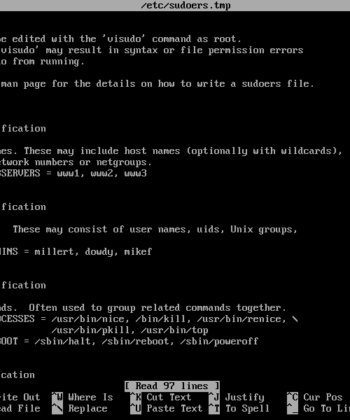 /etc/sudoers.tmp
e edited with the 'visudo' command as root.
visudo' may result in syntax or file permission errors
o from running.
man page for the details on how to write a sudoers file.
fication
es. These may include host names (optionally with wildcards),
etwork numbers or netgroups.
SERVERS = www1, www2, www3
fication
These may consist of user names, uids, Unix groups,
INS = millert, dowdy, mikef
fication
ds. Often used to group related commands together.
CESSES = /usr/bin/nice, /bin/kill, /usr/bin/renice, \
/usr/bin/pkill, /usr/bin/top
BOOT = /sbin/halt, /sbin/reboot, /sbin/poweroff
cation
[ Read 97 lines ]
ite Out ^W Where Is ^K Cut Text ^J Justify ^C Cur Pos
ad File ^\ Replace ^U Paste Text ^T To Spell ^_ Go To Li